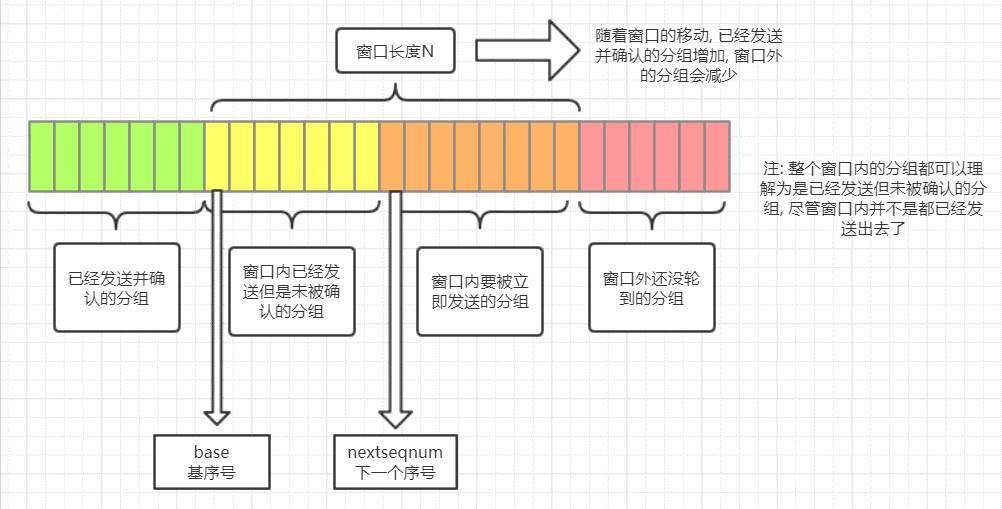 窗口长度N
随着窗口的移动, 已经发送
并确认的分组增加, 窗口外
的分组会减少
注: 整个窗口内的分组都可以理
解为是已经发送但未被确认的分
组, 尽管窗口内并不是都已经发
送出去了
已经发送并确
认的分组
窗口内已经发
送但是未被确
认的分组
窗口内要被立
即发送的分组
窗口外还没轮
到的分组
base
基序号
nextseqnum
下一个序号